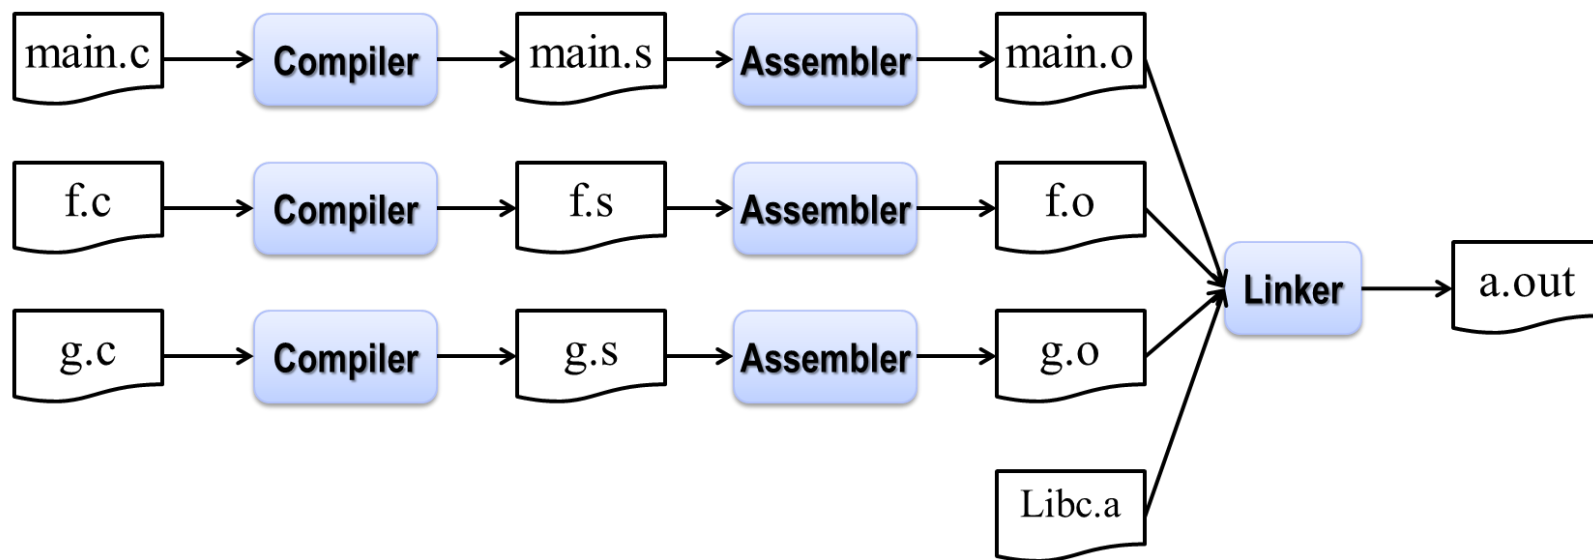 main.c Compiler main.s Assembler main.o
f.c Compiler f.s Assembler f.o
Linker a.out
g.c Compiler g.s Assembler g.o
Libc.a